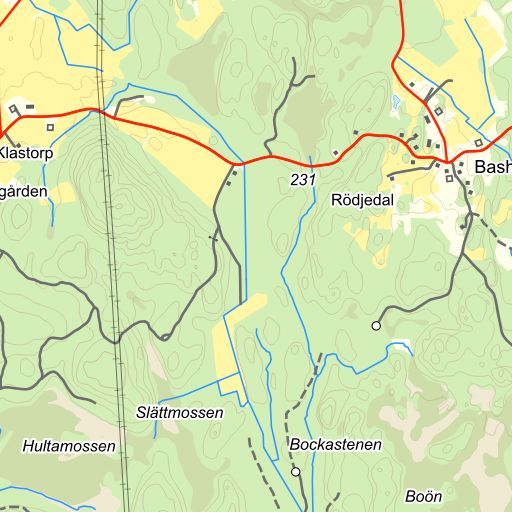 Klastorp
Bash
231
gården
Rödjedal
Slättmossen
Hultamossen
Bockastenen
Boön